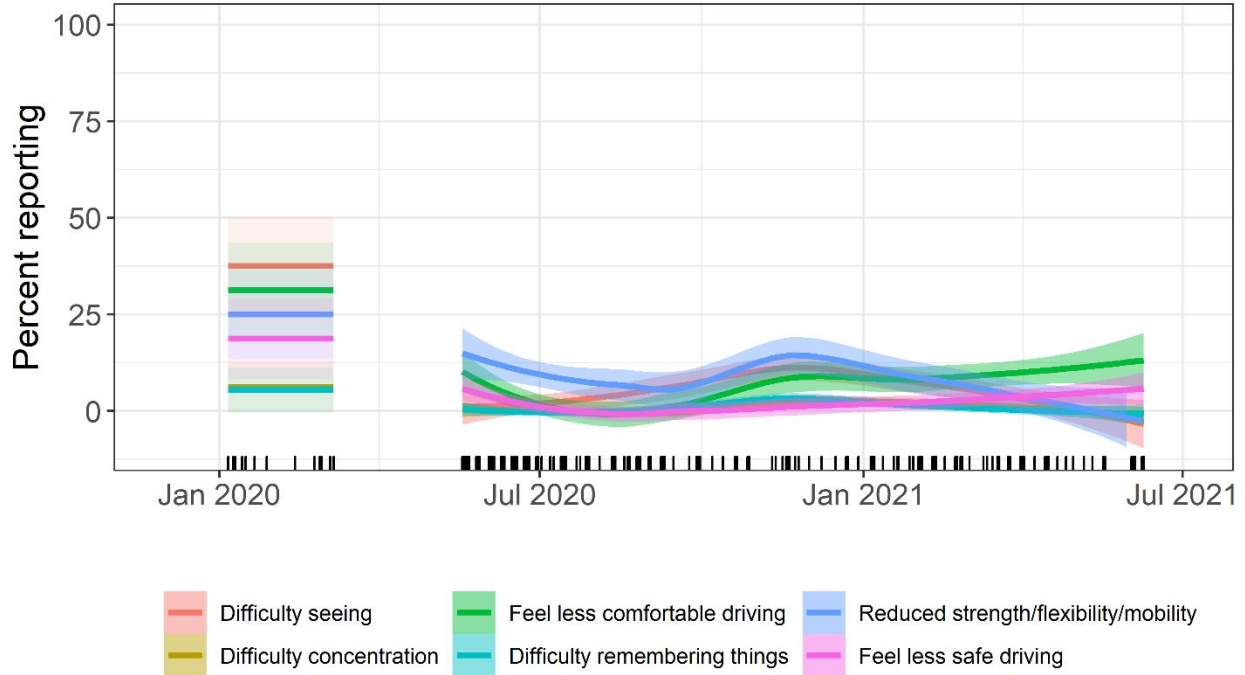 100
75
50
25
0
Percent reporting
Jan 2020 Jul 2020 Jan 2021 Jul 2021
Difficulty seeing Feel less comfortable driving Reduced strength/flexibility/mobility
Difficulty concentration Difficulty remembering things Feel less safe driving